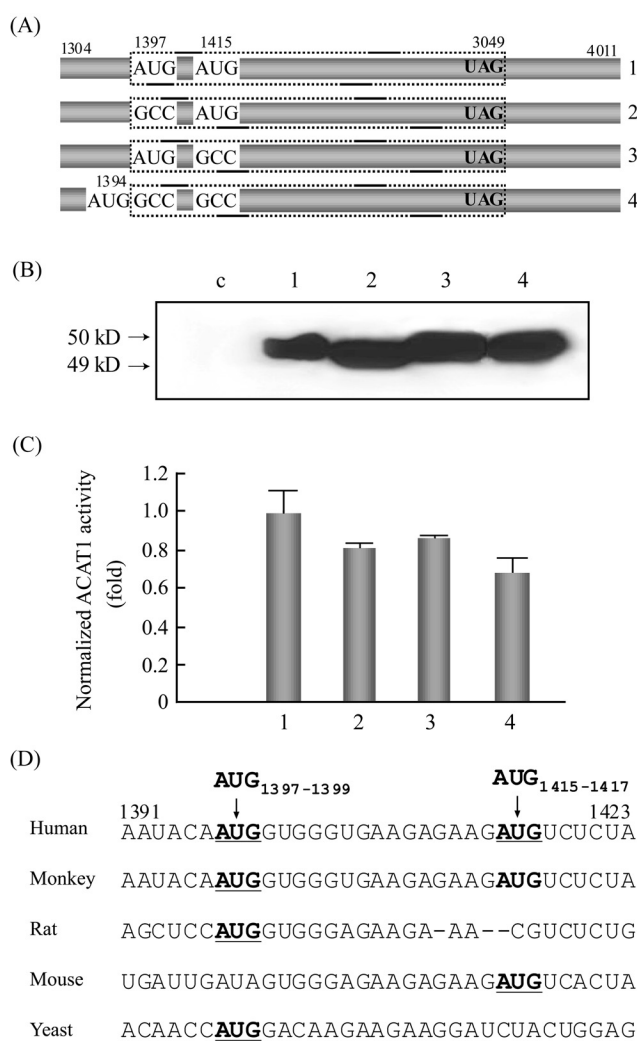 (A)
1304 1397 1415 3049 4011
AUG AUG UAG 1
GCC AUG UAG 2
AUG GCC UAG 3
1394
AUG GCC GCC UAG 4
(B)
c 1 2 3 4
50 kD →
49 kD →
(C)
Normalized ACAT1 activity
(fold)
1.2
1.0
0.8
0.6
0.4
0.2
0
1 2 3 4
(D)
AUG1397-1399 AUG1415-1417
1391 1423
Human AAUACAAUGGUGGGUGAAGAGAAGAUGUCUCUA
Monkey AAUACAAUGGUGGGUGAAGAGAAGAUGUCUCUA
Rat AGCUCCAUGGUGGGAGAAGA-AA--CGUCUCUG
Mouse UGAUUGAUAGUGGGAGAAGAGAAGAUGUCACUA
Yeast ACAACCAUGGACAAGAAGAAGGAUCUACUGGAG